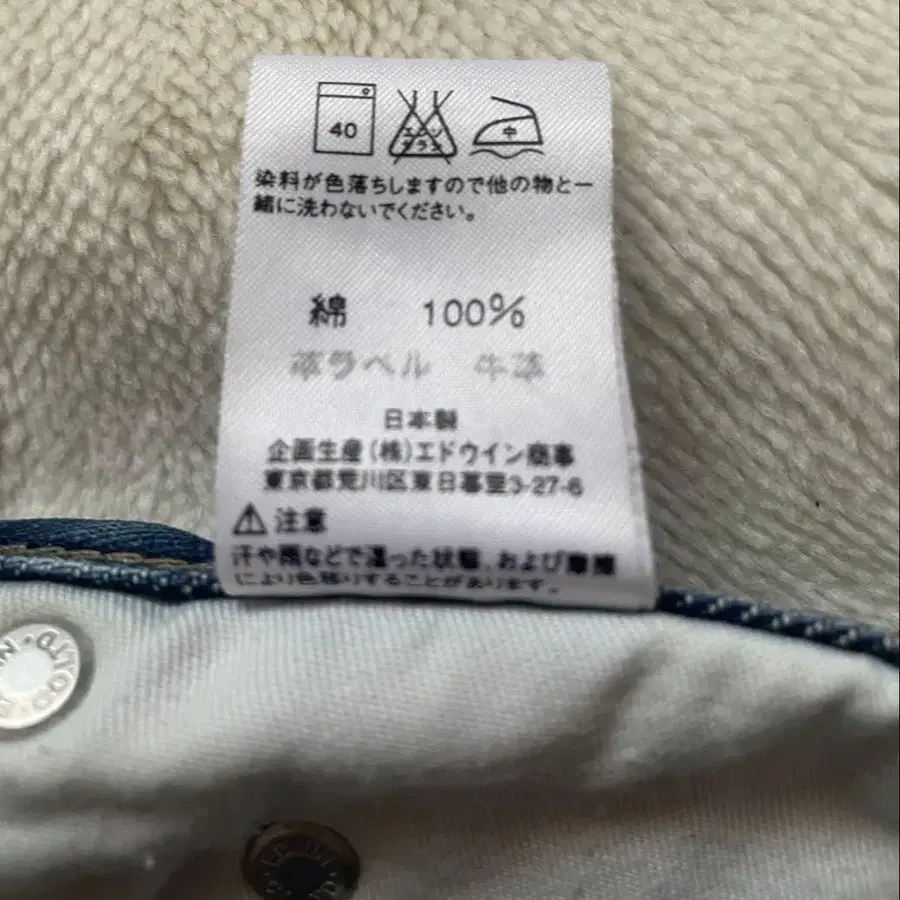 40
エンソ
サラシ
中
染料が色落ちしますので他の物と一
緒に洗わないでください。
綿 100%
革ラベル 牛革
日本製
企画生産(株)エドウイン商事
東京都荒川区東日暮里3-27-6
注意
汗や雨などで湿った状態、および摩擦
により色移りすることがあります。